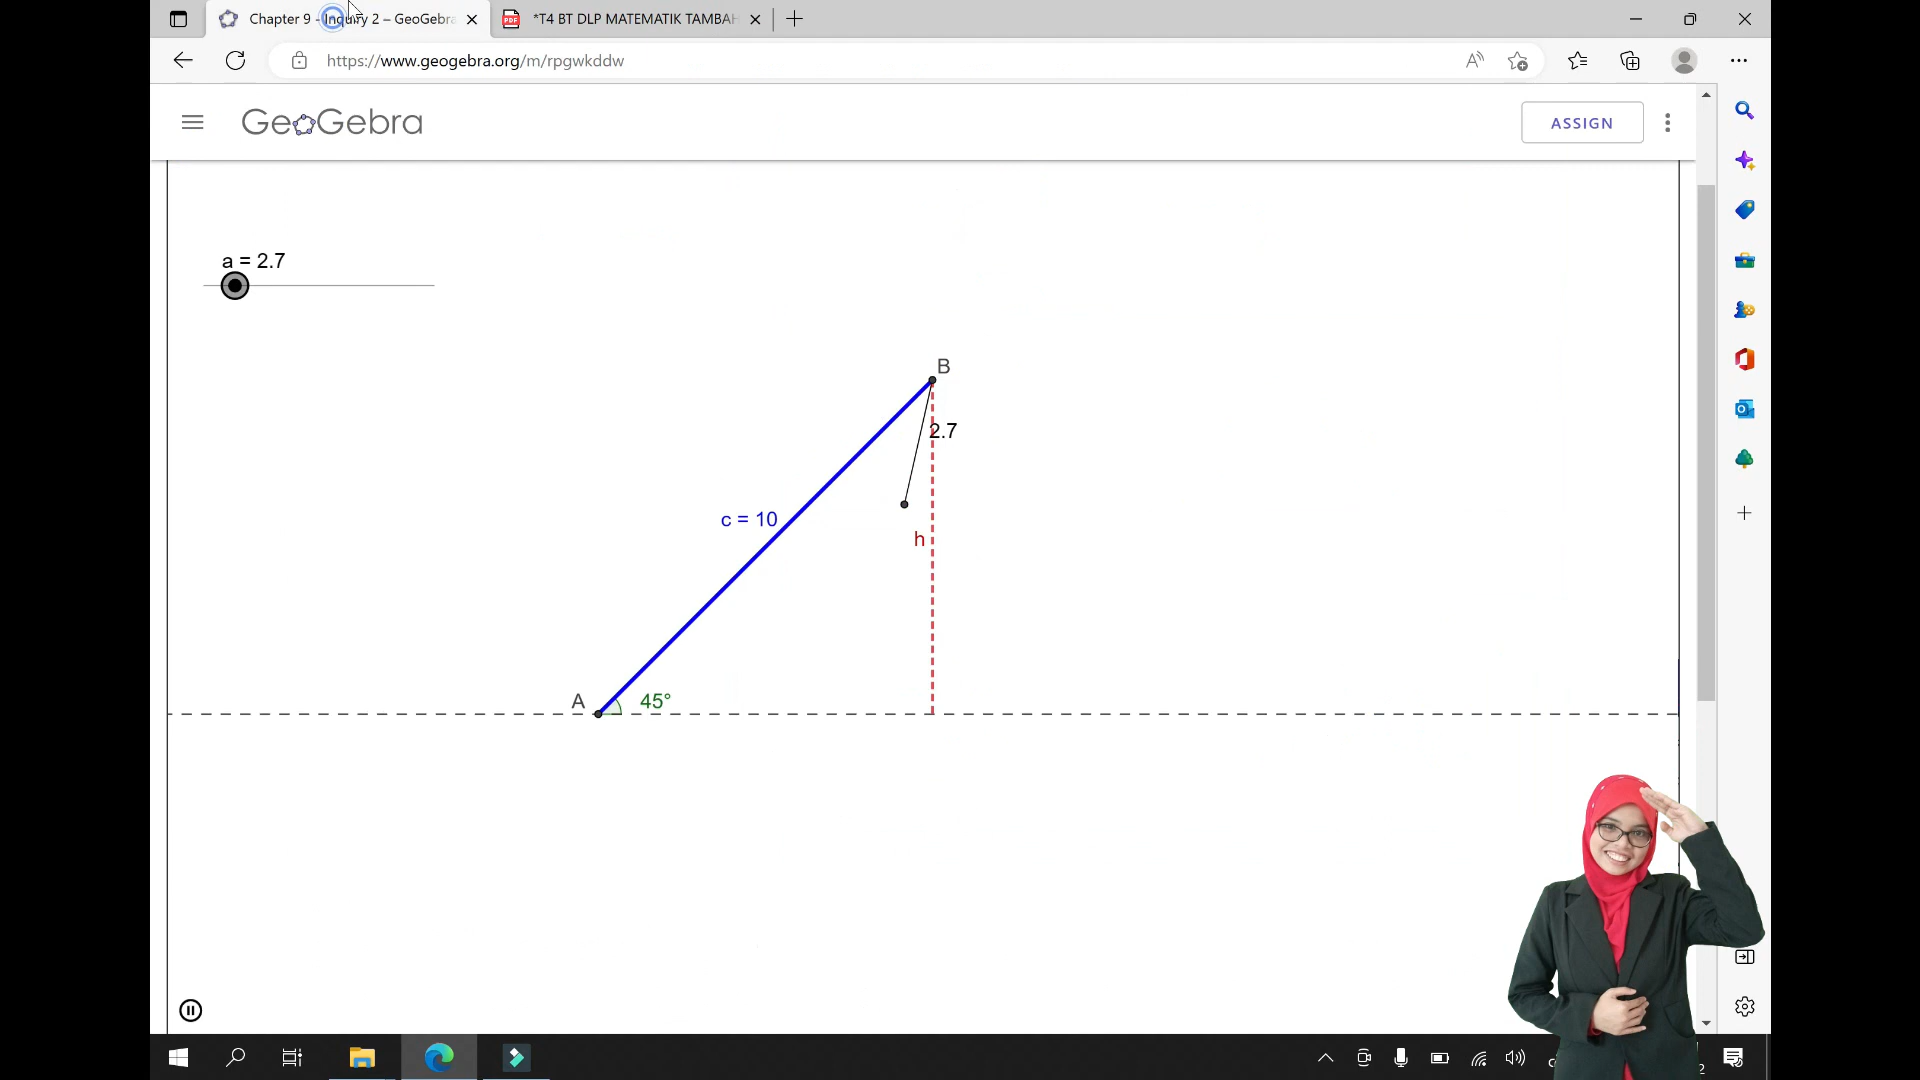 Chapter 9 - Inquiry 2 – GeoGebra
*T4 BT DLP MATEMATIK TAMBAH
https://www.geogebra.org/m/rpgwkddw
GeoGebra
ASSIGN
a = 2.7
B
2.7
c = 10
h
A
45°